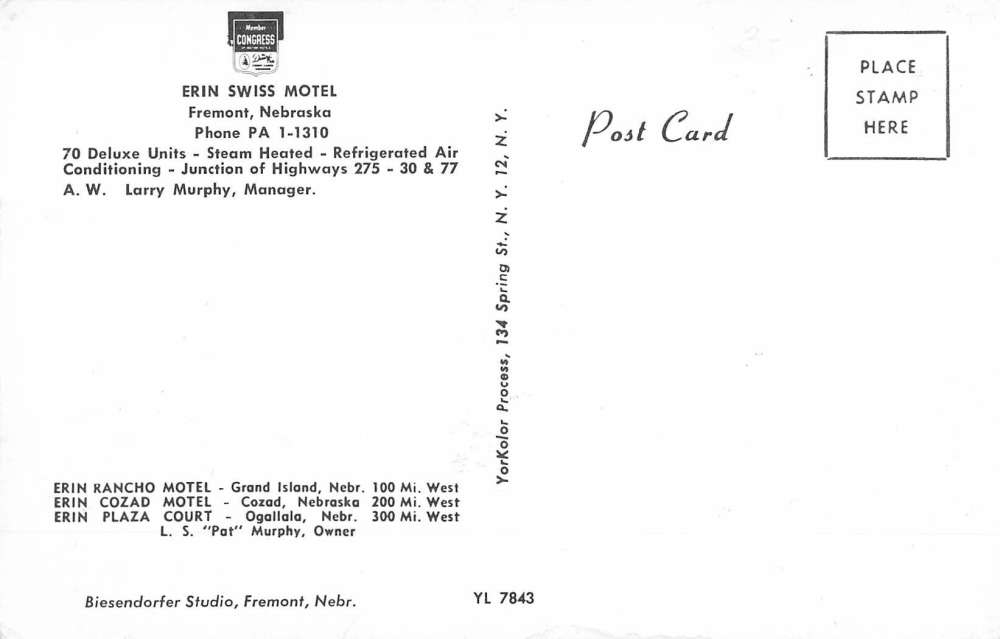 Member
CONGRESS
ERIN SWISS MOTEL
Fremont, Nebraska
Phone PA 1-1310
70 Deluxe Units - Steam Heated - Refrigerated Air
Conditioning - Junction of Highways 275 - 30 & 77
A. W.  Larry Murphy, Manager.
Post Card
PLACE
STAMP
HERE
YorKolor Process, 134 Spring St., N. Y. 12, N. Y.
ERIN RANCHO MOTEL - Grand Island, Nebr. 100 Mi. West
ERIN COZAD MOTEL - Cozad, Nebraska 200 Mi. West
ERIN PLAZA COURT - Ogallala, Nebr. 300 Mi. West
L. S. "Pat" Murphy, Owner
Biesendorfer Studio, Fremont, Nebr.
YL 7843